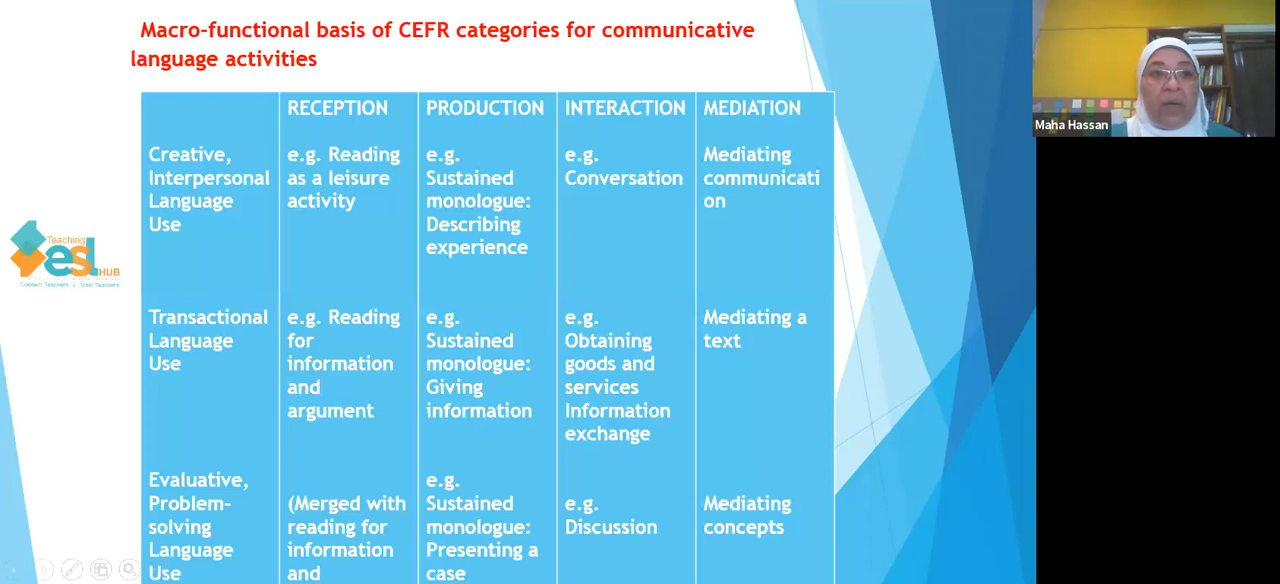 Macro-functional basis of CEFR categories for communicative
language activities
RECEPTION
PRODUCTION
INTERACTION
MEDIATION
Creative,
Interpersonal
Language
Use
e.g. Reading
as a leisure
activity
e.g.
Sustained
monologue:
Describing
experience
e.g.
Conversation
Mediating
communicati
on
Transactional
Language
Use
e.g. Reading
for
information
and
argument
e.g.
Sustained
monologue:
Giving
information
e.g.
Obtaining
goods and
services
Information
exchange
Mediating a
text
Evaluative,
Problem-
solving
Language
Use
(Merged with
reading for
information
and
e.g.
Sustained
monologue:
Presenting a
case
e.g.
Discussion
Mediating
concepts
Teaching
esl
HUB
Maha Hassan